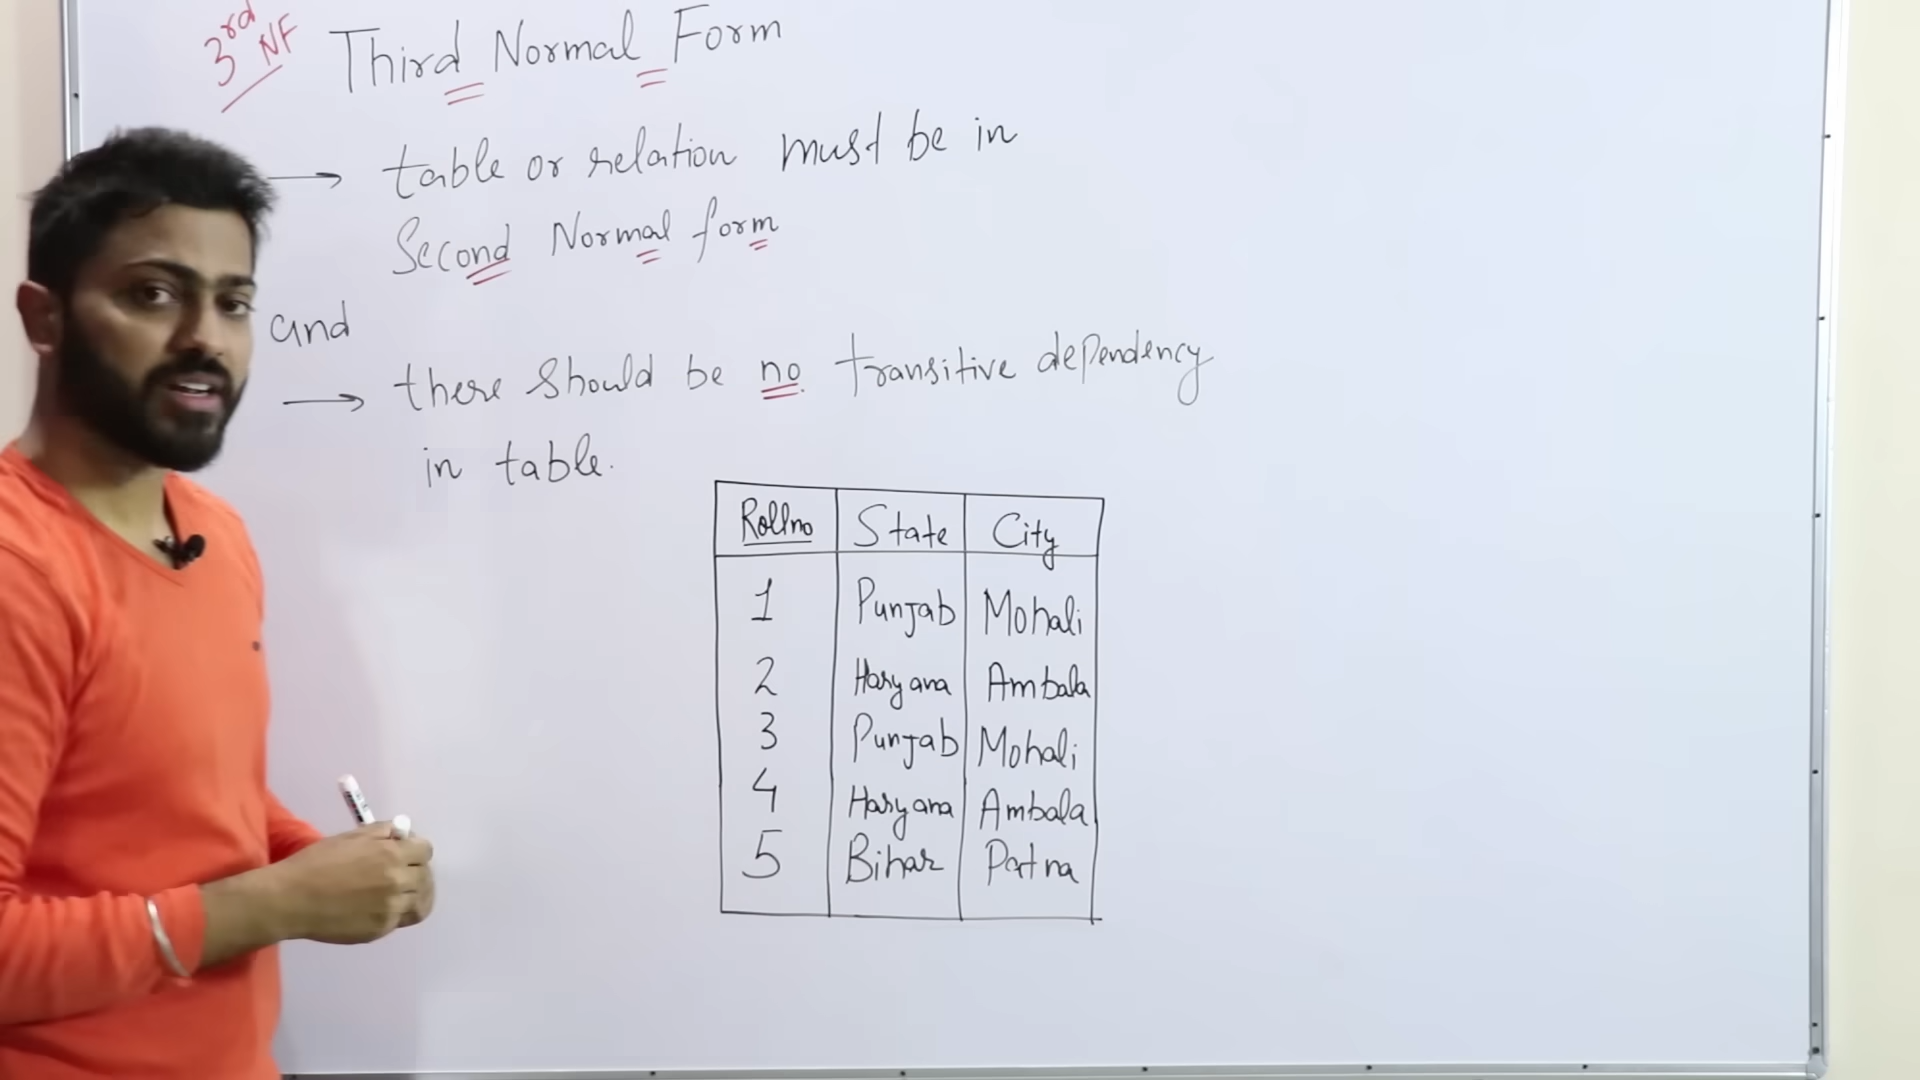 3rd NF
Third Normal Form
→ table or relation must be in
Second Normal form
and
→ there should be no transitive dependency
in table.
Rollno State City
1 Punjab Mohali
2 Haryana Ambala
3 Punjab Mohali
4 Haryana Ambala
5 Bihar Patna